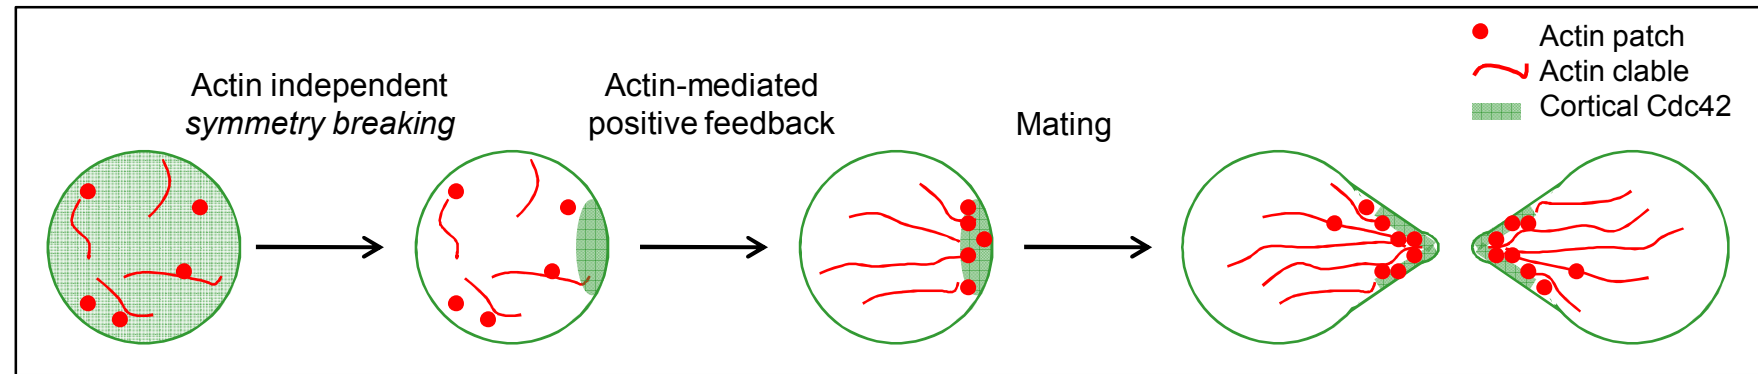 Actin independent
symmetry breaking
Actin-mediated
positive feedback
Mating
Actin patch
Actin clable
Cortical Cdc42